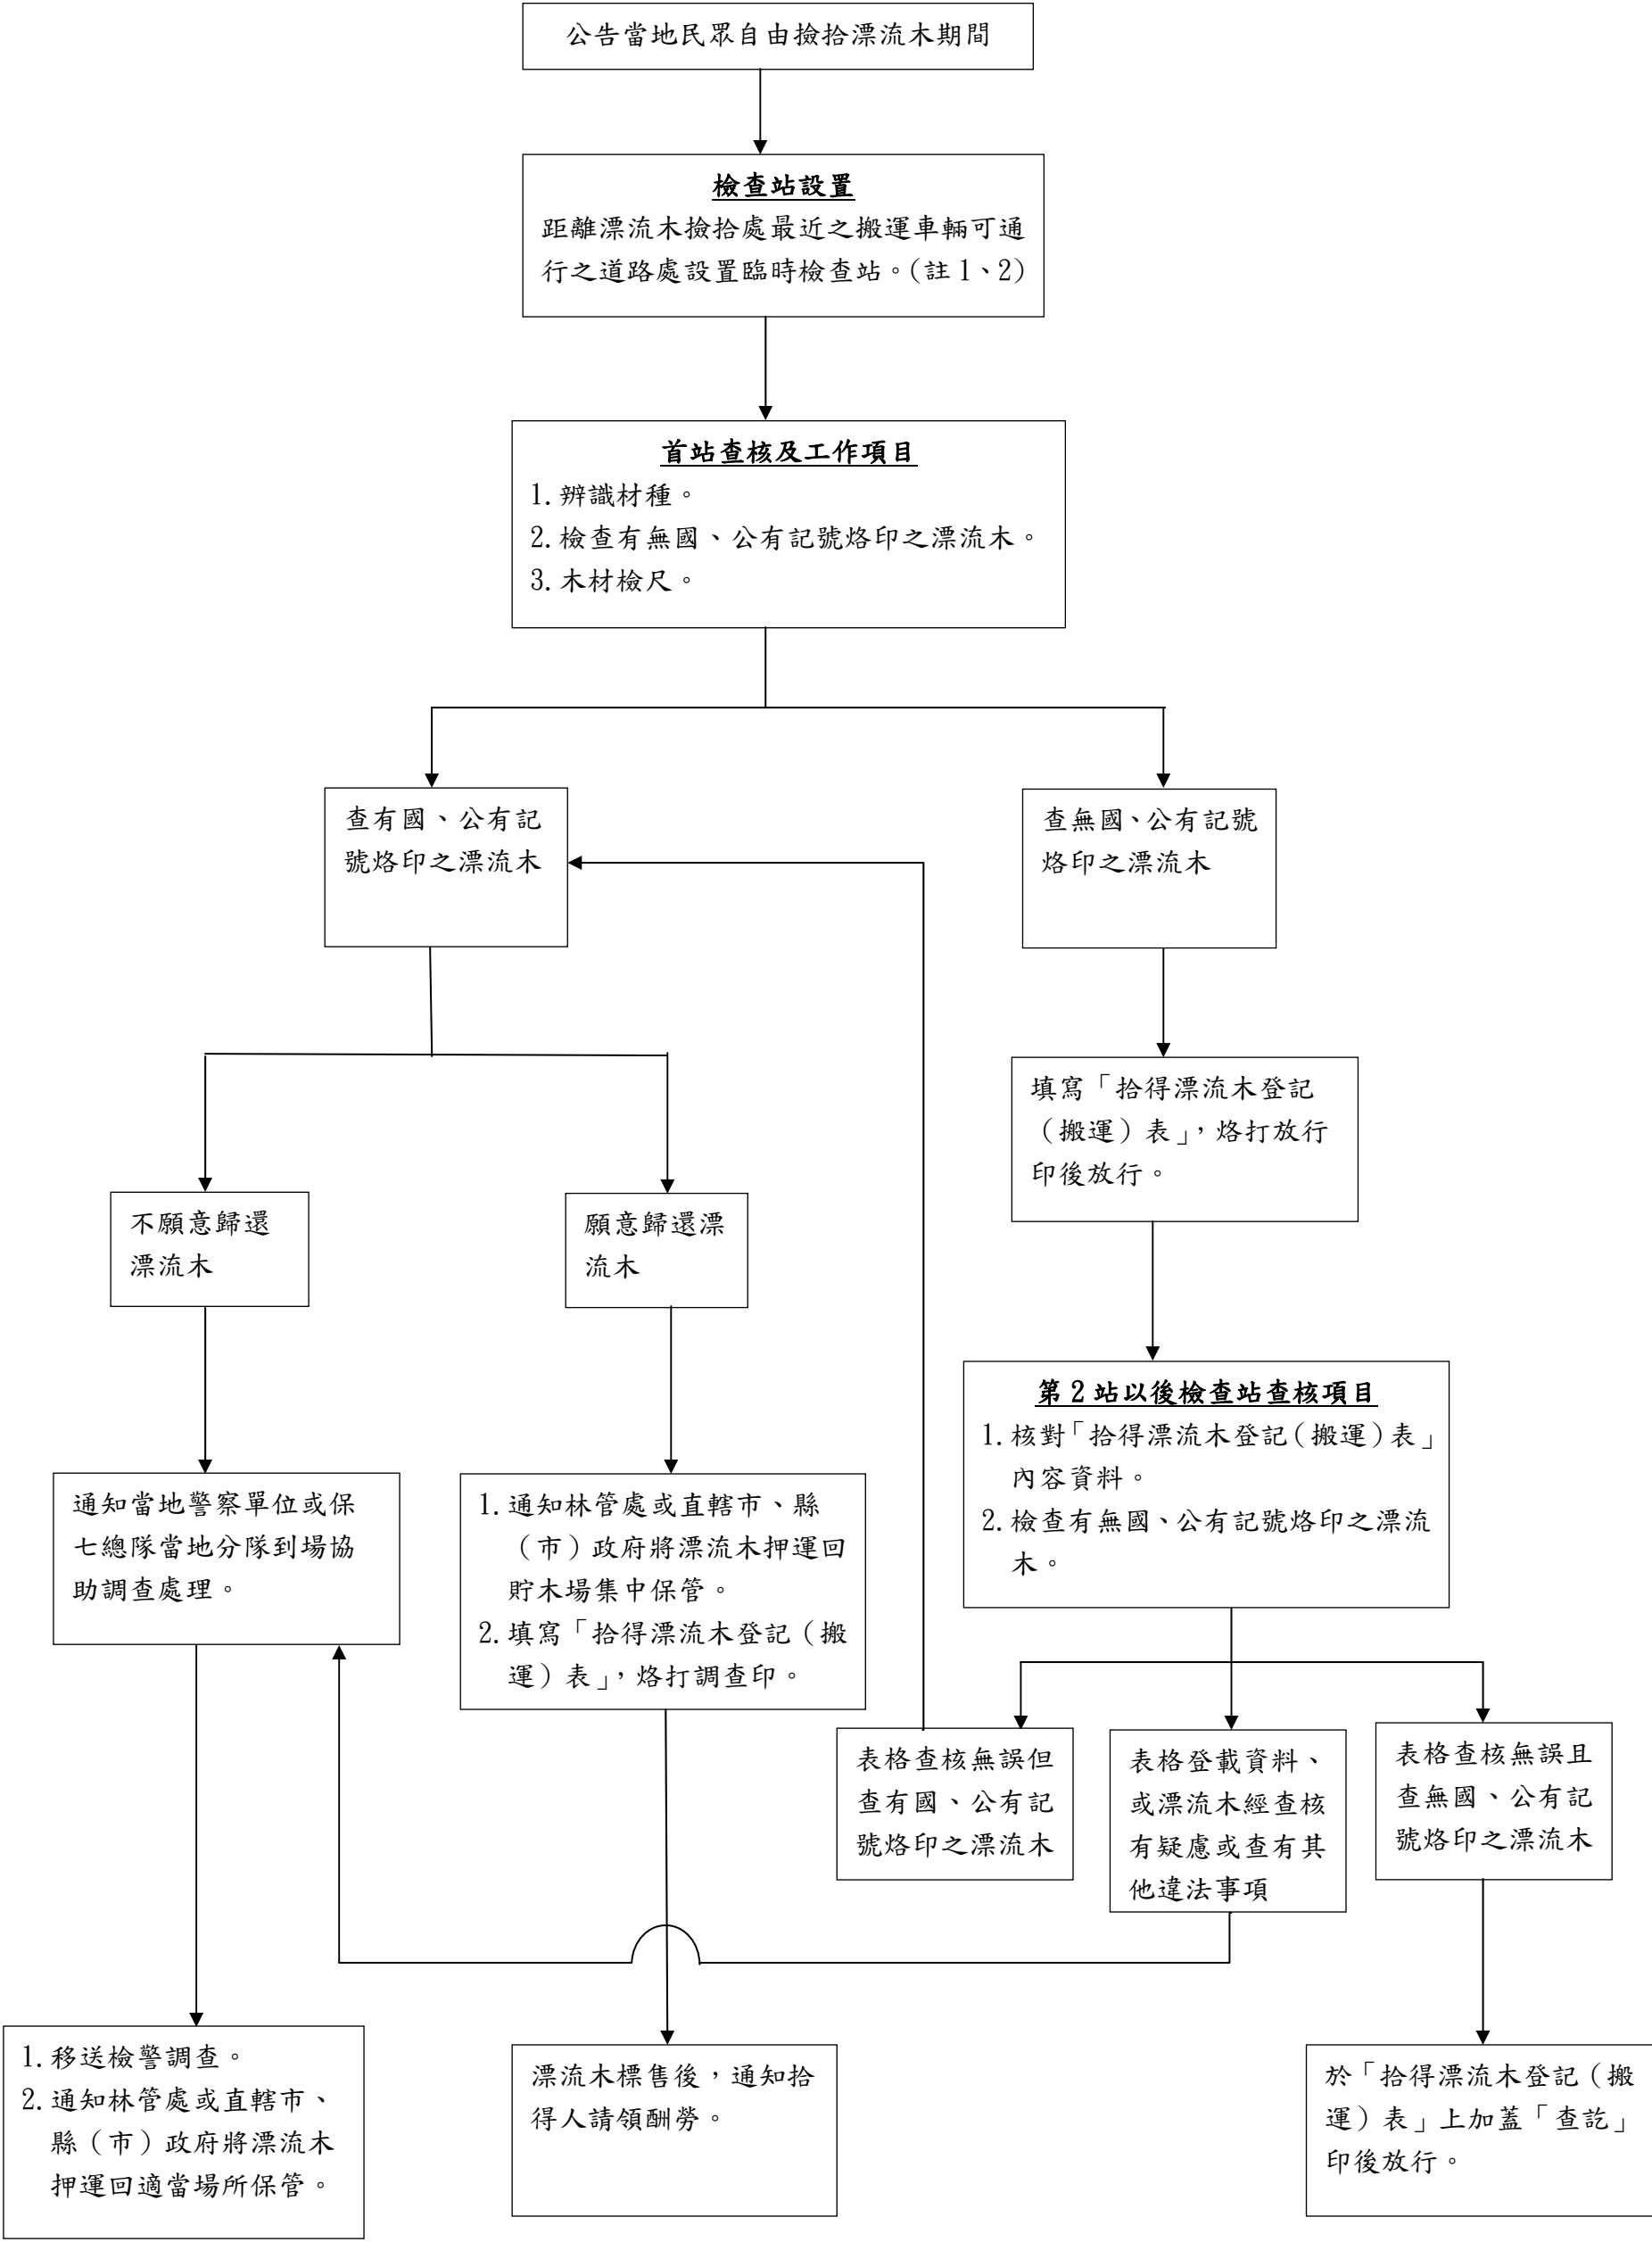 公告當地民眾自由撿拾漂流木期間
檢查站設置
距離漂流木撿拾處最近之搬運車輛可通
行之道路處設置臨時檢查站。(註 1、2)
首站查核及工作項目
1. 辨識材種。
2. 檢查有無國、公有記號烙印之漂流木。
3. 木材檢尺。
查有國、公有記
號烙印之漂流木
查無國、公有記號
烙印之漂流木
填寫「拾得漂流木登記
（搬運）表」，烙打放行
印後放行。
不願意歸還
漂流木
願意歸還漂
流木
第 2 站以後檢查站查核項目
1. 核對「拾得漂流木登記（搬運）表」
內容資料。
2. 檢查有無國、公有記號烙印之漂流
木。
通知當地警察單位或保
七總隊當地分隊到場協
助調查處理。
1. 通知林管處或直轄市、縣
（市）政府將漂流木押運回
貯木場集中保管。
2. 填寫「拾得漂流木登記（搬
運）表」，烙打調查印。
表格查核無誤但
查有國、公有記
號烙印之漂流木
表格登載資料、
或漂流木經查核
有疑慮或查有其
他違法事項
表格查核無誤且
查無國、公有記
號烙印之漂流木
1. 移送檢警調查。
2. 通知林管處或直轄市、
縣（市）政府將漂流木
押運回適當場所保管。
漂流木標售後，通知拾
得人請領酬勞。
於「拾得漂流木登記（搬
運）表」上加蓋「查訖」
印後放行。